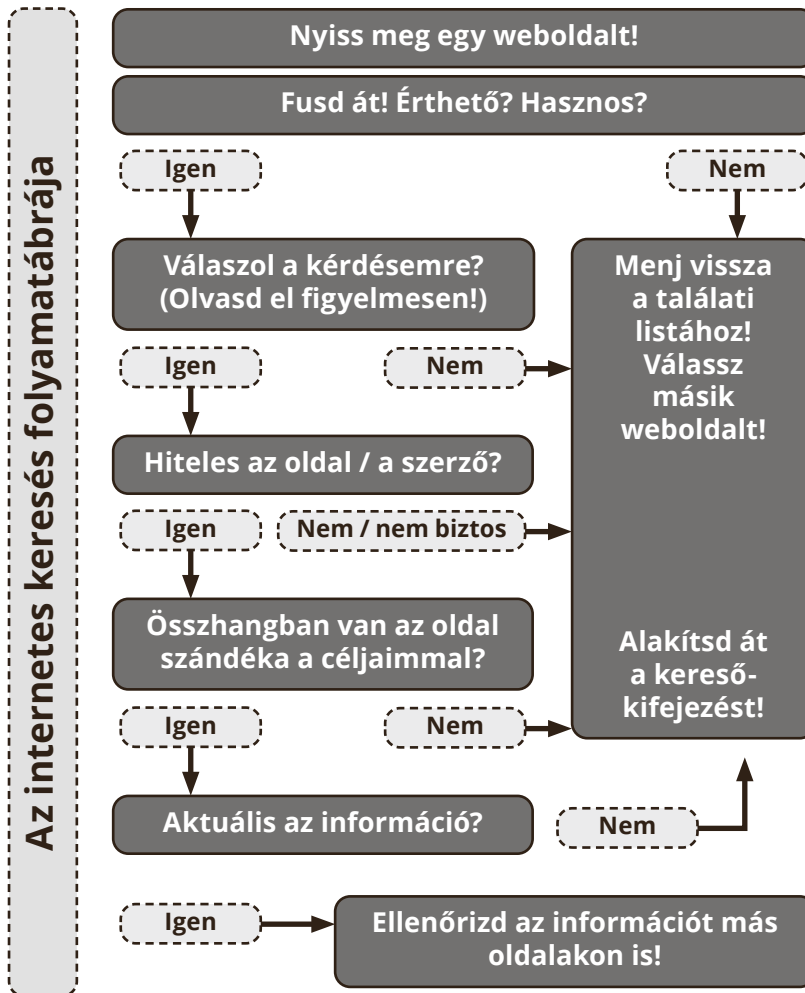 Az internetes keresés folyamatábrája
Nyiss meg egy weboldalt!
Fusd át! Érthető? Hasznos?
Igen
Nem
Válaszol a kérdésemre?
(Olvasd el figyelmesen!)
Menj vissza
a találati
listához!
Válassz
másik
weboldalt!
Igen
Nem
Hiteles az oldal / a szerző?
Igen
Nem / nem biztos
Összhangban van az oldal
szándéka a céljaimmal?
Alakítsd át
a kereső-
kifejezést!
Igen
Nem
Aktuális az információ?
Nem
Igen
Ellenőrizd az információt más
oldalakon is!